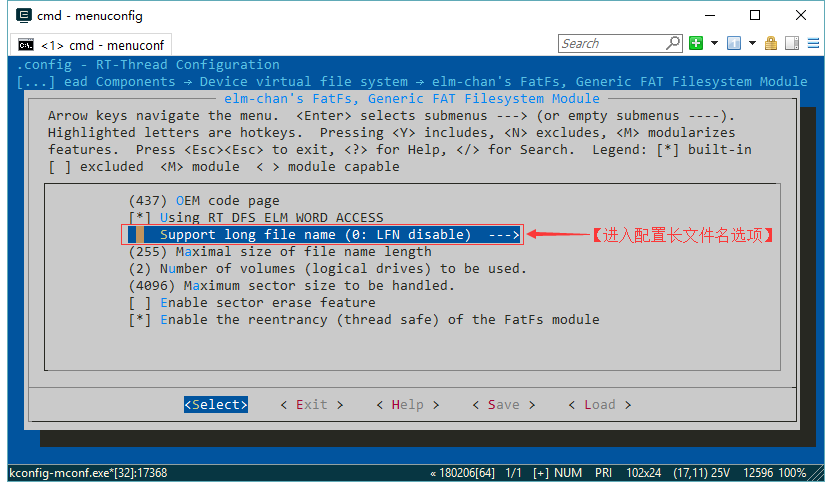 cmd - menuconfig
<1> cmd - menuconf
Search
.config - RT-Thread Configuration
[...] ead Components → Device virtual file system → elm-chan's FatFs, Generic FAT Filesystem Module
elm-chan's FatFs, Generic FAT Filesystem Module
Arrow keys navigate the menu. <Enter> selects submenus ---> (or empty submenus ----).
Highlighted letters are hotkeys. Pressing <Y> includes, <N> excludes, <M> modularizes
features. Press <Esc><Esc> to exit, <?> for Help, </> for Search. Legend: [*] built-in
[ ] excluded <M> module < > module capable
(437) OEM code page
[*] Using RT_DFS_ELM_WORD_ACCESS
Support long file name (0: LFN disable) --->
【进入配置长文件名选项】
(255) Maximal size of file name length
(2) Number of volumes (logical drives) to be used.
(4096) Maximum sector size to be handled.
[ ] Enable sector erase feature
[*] Enable the reentrancy (thread safe) of the FatFs module
<Select> < Exit > < Help > < Save > < Load >
kconfig-mconf.exe*[32]:17368 « 180206[64] 1/1 [+] NUM PRI 102x24 (17,11) 25V 12596 100%